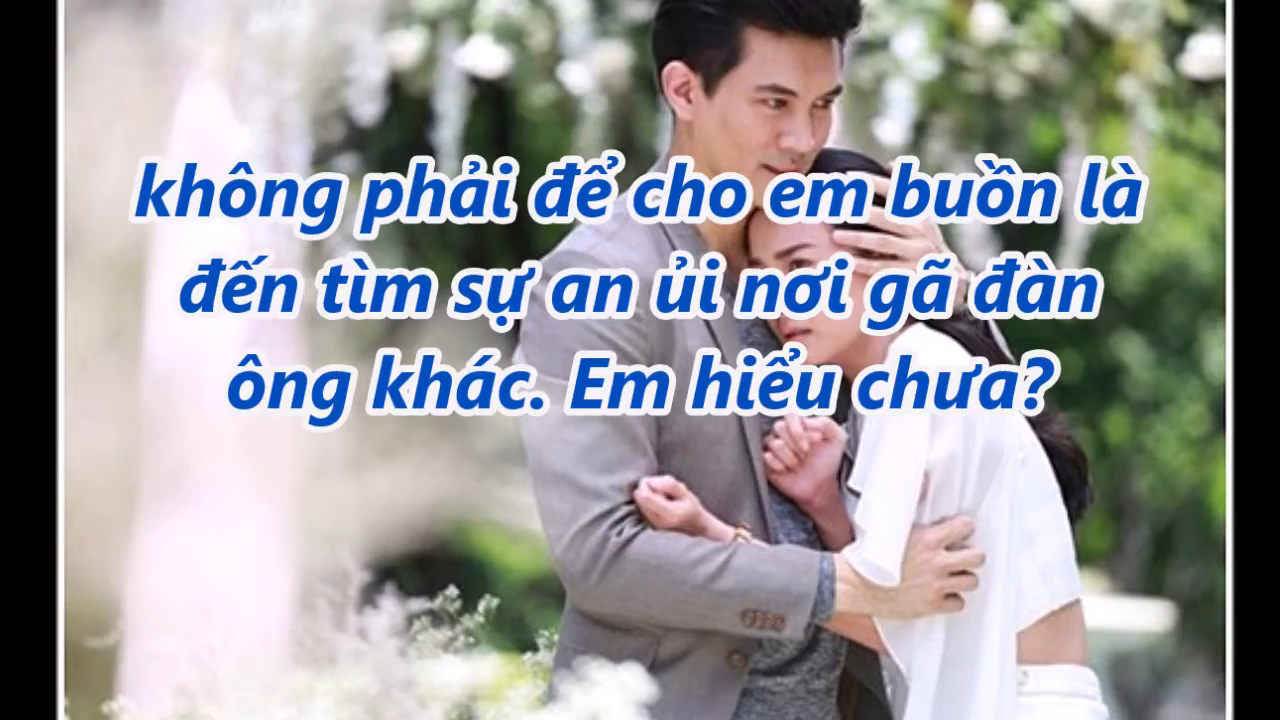 không phải để cho em buồn là
đến tìm sự an ủi nơi gã đàn
ông khác. Em hiểu chưa?